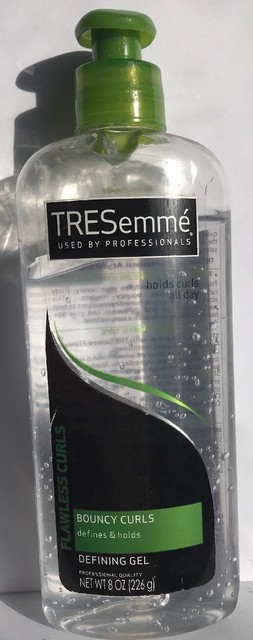 TRESemmé
USED BY PROFESSIONALS
holds curls
all day
FLAWLESS CURLS
BOUNCY CURLS
defines & holds
DEFINING GEL
PROFESSIONAL QUALITY
NET WT 8 OZ (226 g)